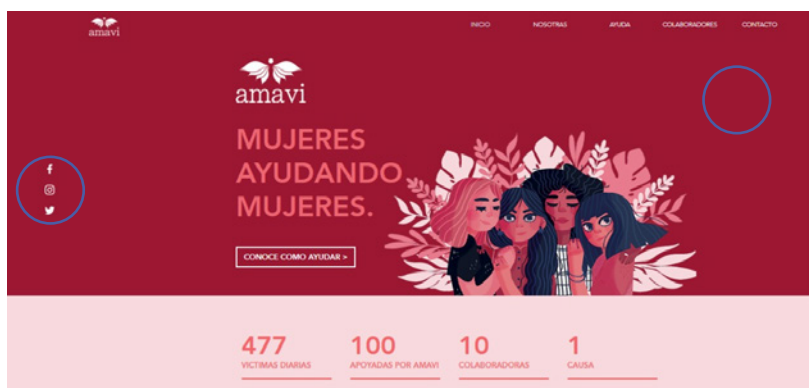 amavi
INICIO NOSOTRAS AYUDA COLABORADORES CONTACTO
amavi
MUJERES
AYUDANDO
MUJERES.
CONOCE COMO AYUDAR >
477 100 10 1
VICTIMAS DIARIAS APOYADAS POR AMAVI COLABORADORAS CAUSA